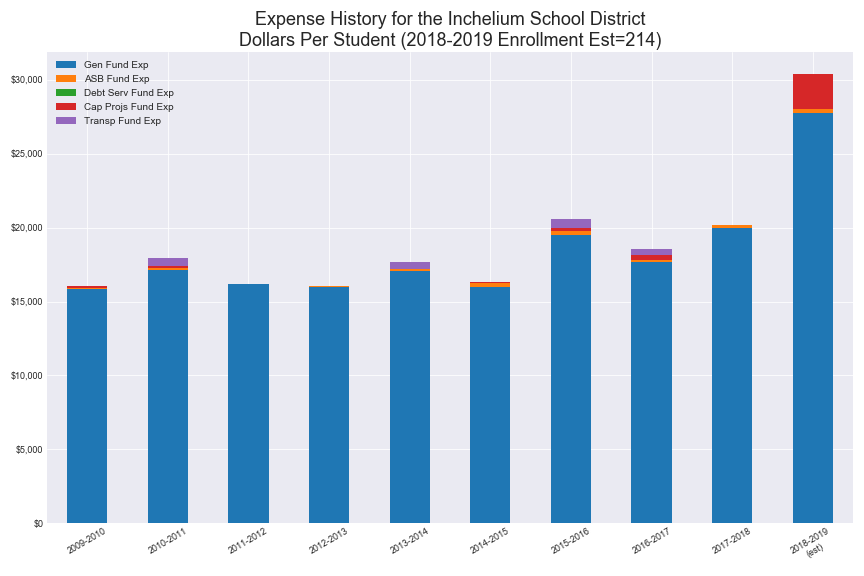 Expense History for the Inchelium School District
Dollars Per Student (2018-2019 Enrollment Est=214)
Gen Fund Exp
ASB Fund Exp
Debt Serv Fund Exp
Cap Projs Fund Exp
Transp Fund Exp
$30,000
$25,000
$20,000
$15,000
$10,000
$5,000
$0
2009-2010
2010-2011
2011-2012
2012-2013
2013-2014
2014-2015
2015-2016
2016-2017
2017-2018
2018-2019
(est)